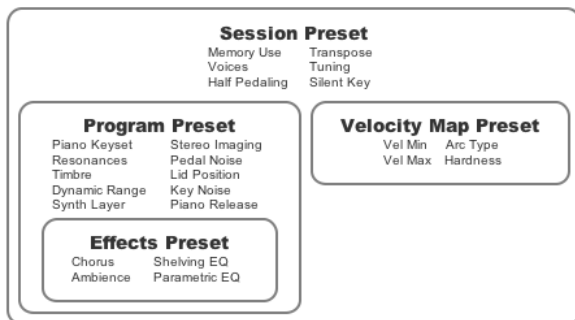 Session Preset
Memory Use Transpose
Voices Tuning
Half Pedaling Silent Key
Program Preset
Piano Keyset Stereo Imaging
Resonances Pedal Noise
Timbre Lid Position
Dynamic Range Key Noise
Synth Layer Piano Release
Effects Preset
Chorus Shelving EQ
Ambience Parametric EQ
Velocity Map Preset
Vel Min Arc Type
Vel Max Hardness